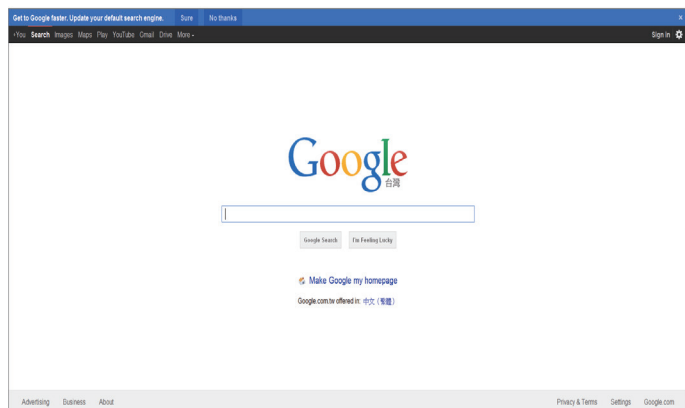 Get to Google faster. Update your default search engine. Sure No thanks ×
+You Search Images Maps Play YouTube Gmail Drive More Sign in
Google
台灣
Google Search I'm Feeling Lucky
Make Google my homepage
Google.com.tw offered in: 中文 (繁體)
Advertising Business About Privacy & Terms Settings Google.com